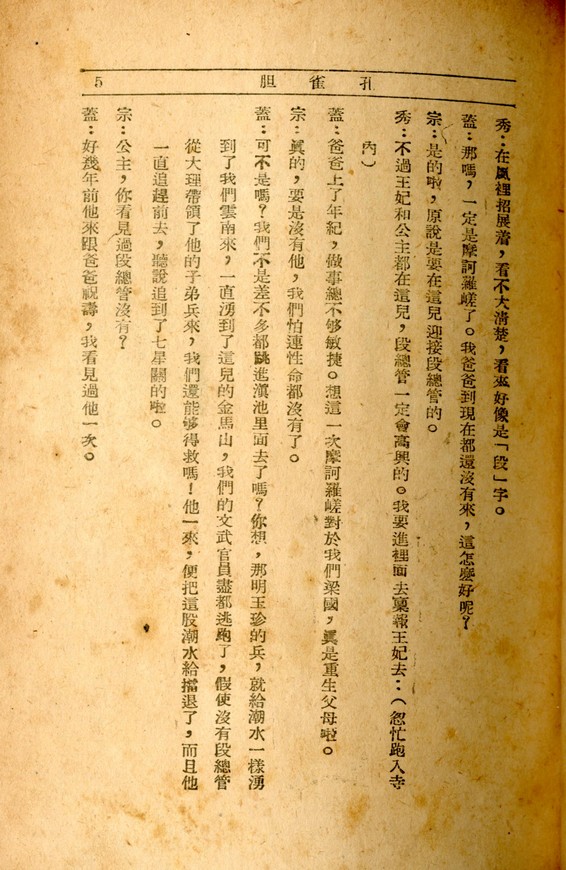 孔雀胆
5
秀：在風裡招展着，看不大淸楚，看來好像是「段」字。
蓋：那嗎，一定是摩訶羅嵯了。我爸爸到現在都還沒有來，這怎麽好呢？
宗：是的啦，原說是要在這兒迎接段總管的。
秀：不過王妃和公主都在這兒，段總管一定會高興的。我要進裡面去稟報王妃去‥（怱忙跑入寺
內）
蓋：爸爸上了年紀，做事總不够敏捷。想這一次摩訶羅嵯對於我們梁國，眞是重生父母啦。
宗：眞的，要是沒有他，我們怕連性命都沒有了。
蓋：可不是嗎？我們不是差不多都跳進滇池里面去了嗎？你想，那明玉珍的兵，就給潮水一樣湧
到了我們雲南來，一直湧到了這兒的金馬山，我們的文武官員盡都逃跑了，假使沒有段總管
從大理帶領了他的子弟兵來，我們還能够得救嗎！他一來，便把這股潮水給擋退了，而且他
一直追趕前去，聽說追到了七星關的啦。
宗：公主，你看見過段總管沒有？
蓋：好幾年前他來跟爸爸祝壽，我看見過他一次。